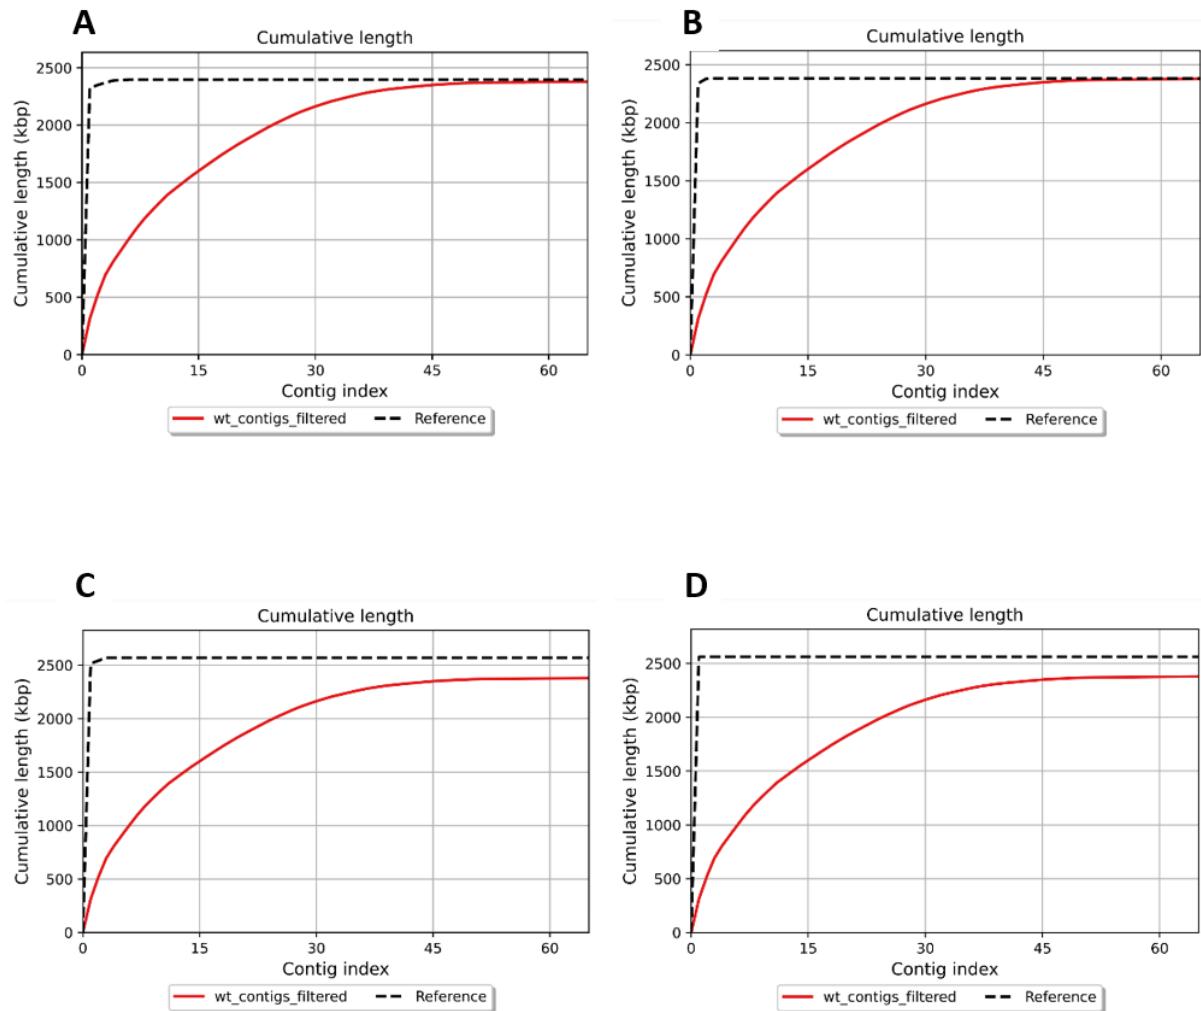 A
Cumulative length
Cumulative length (kbp)
2500
2000
1500
1000
500
0
0 15 30 45 60
Contig index
wt_contigs_filtered Reference
B
Cumulative length
Cumulative length (kbp)
2500
2000
1500
1000
500
0
0 15 30 45 60
Contig index
wt_contigs_filtered Reference
C
Cumulative length
Cumulative length (kbp)
2500
2000
1500
1000
500
0
0 15 30 45 60
Contig index
wt_contigs_filtered Reference
D
Cumulative length
Cumulative length (kbp)
2500
2000
1500
1000
500
0
0 15 30 45 60
Contig index
wt_contigs_filtered Reference